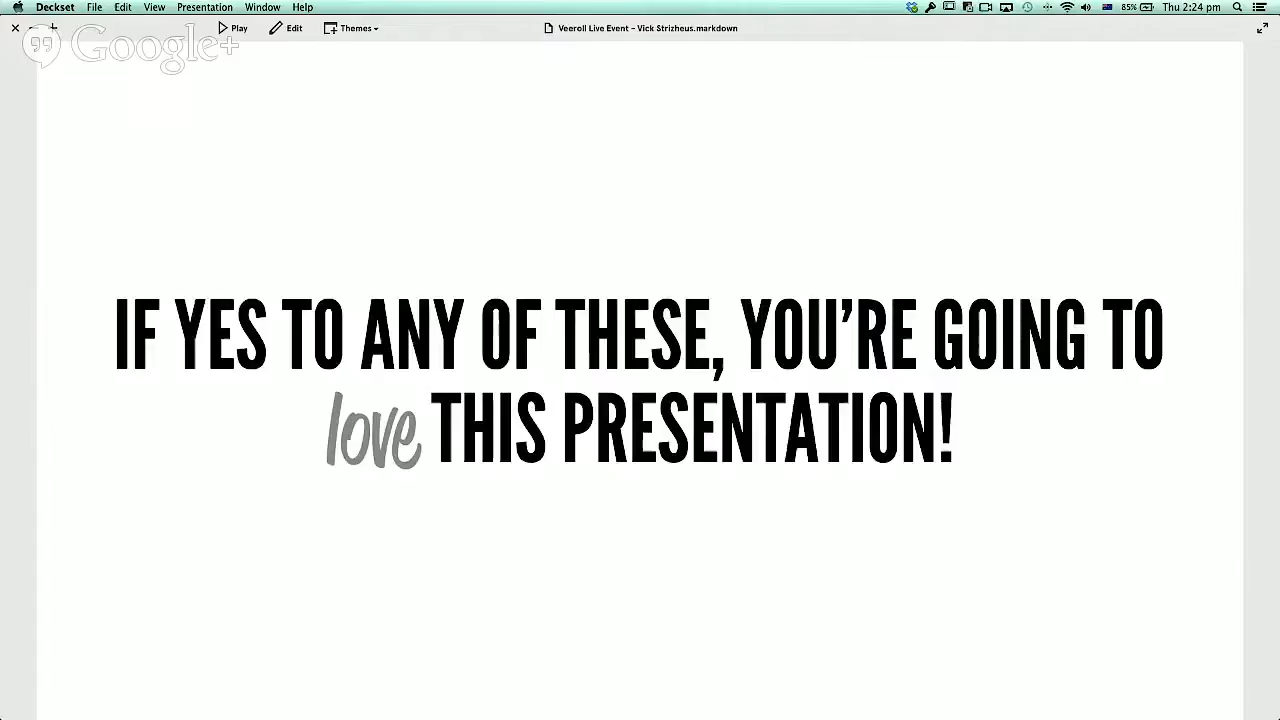 Deckset File Edit View Presentation Window Help 85% Thu 2:24 pm
Play Edit Themes Veeroll Live Event – Vick Strizheus.markdown
Google+
IF YES TO ANY OF THESE, YOU’RE GOING TO
love THIS PRESENTATION!